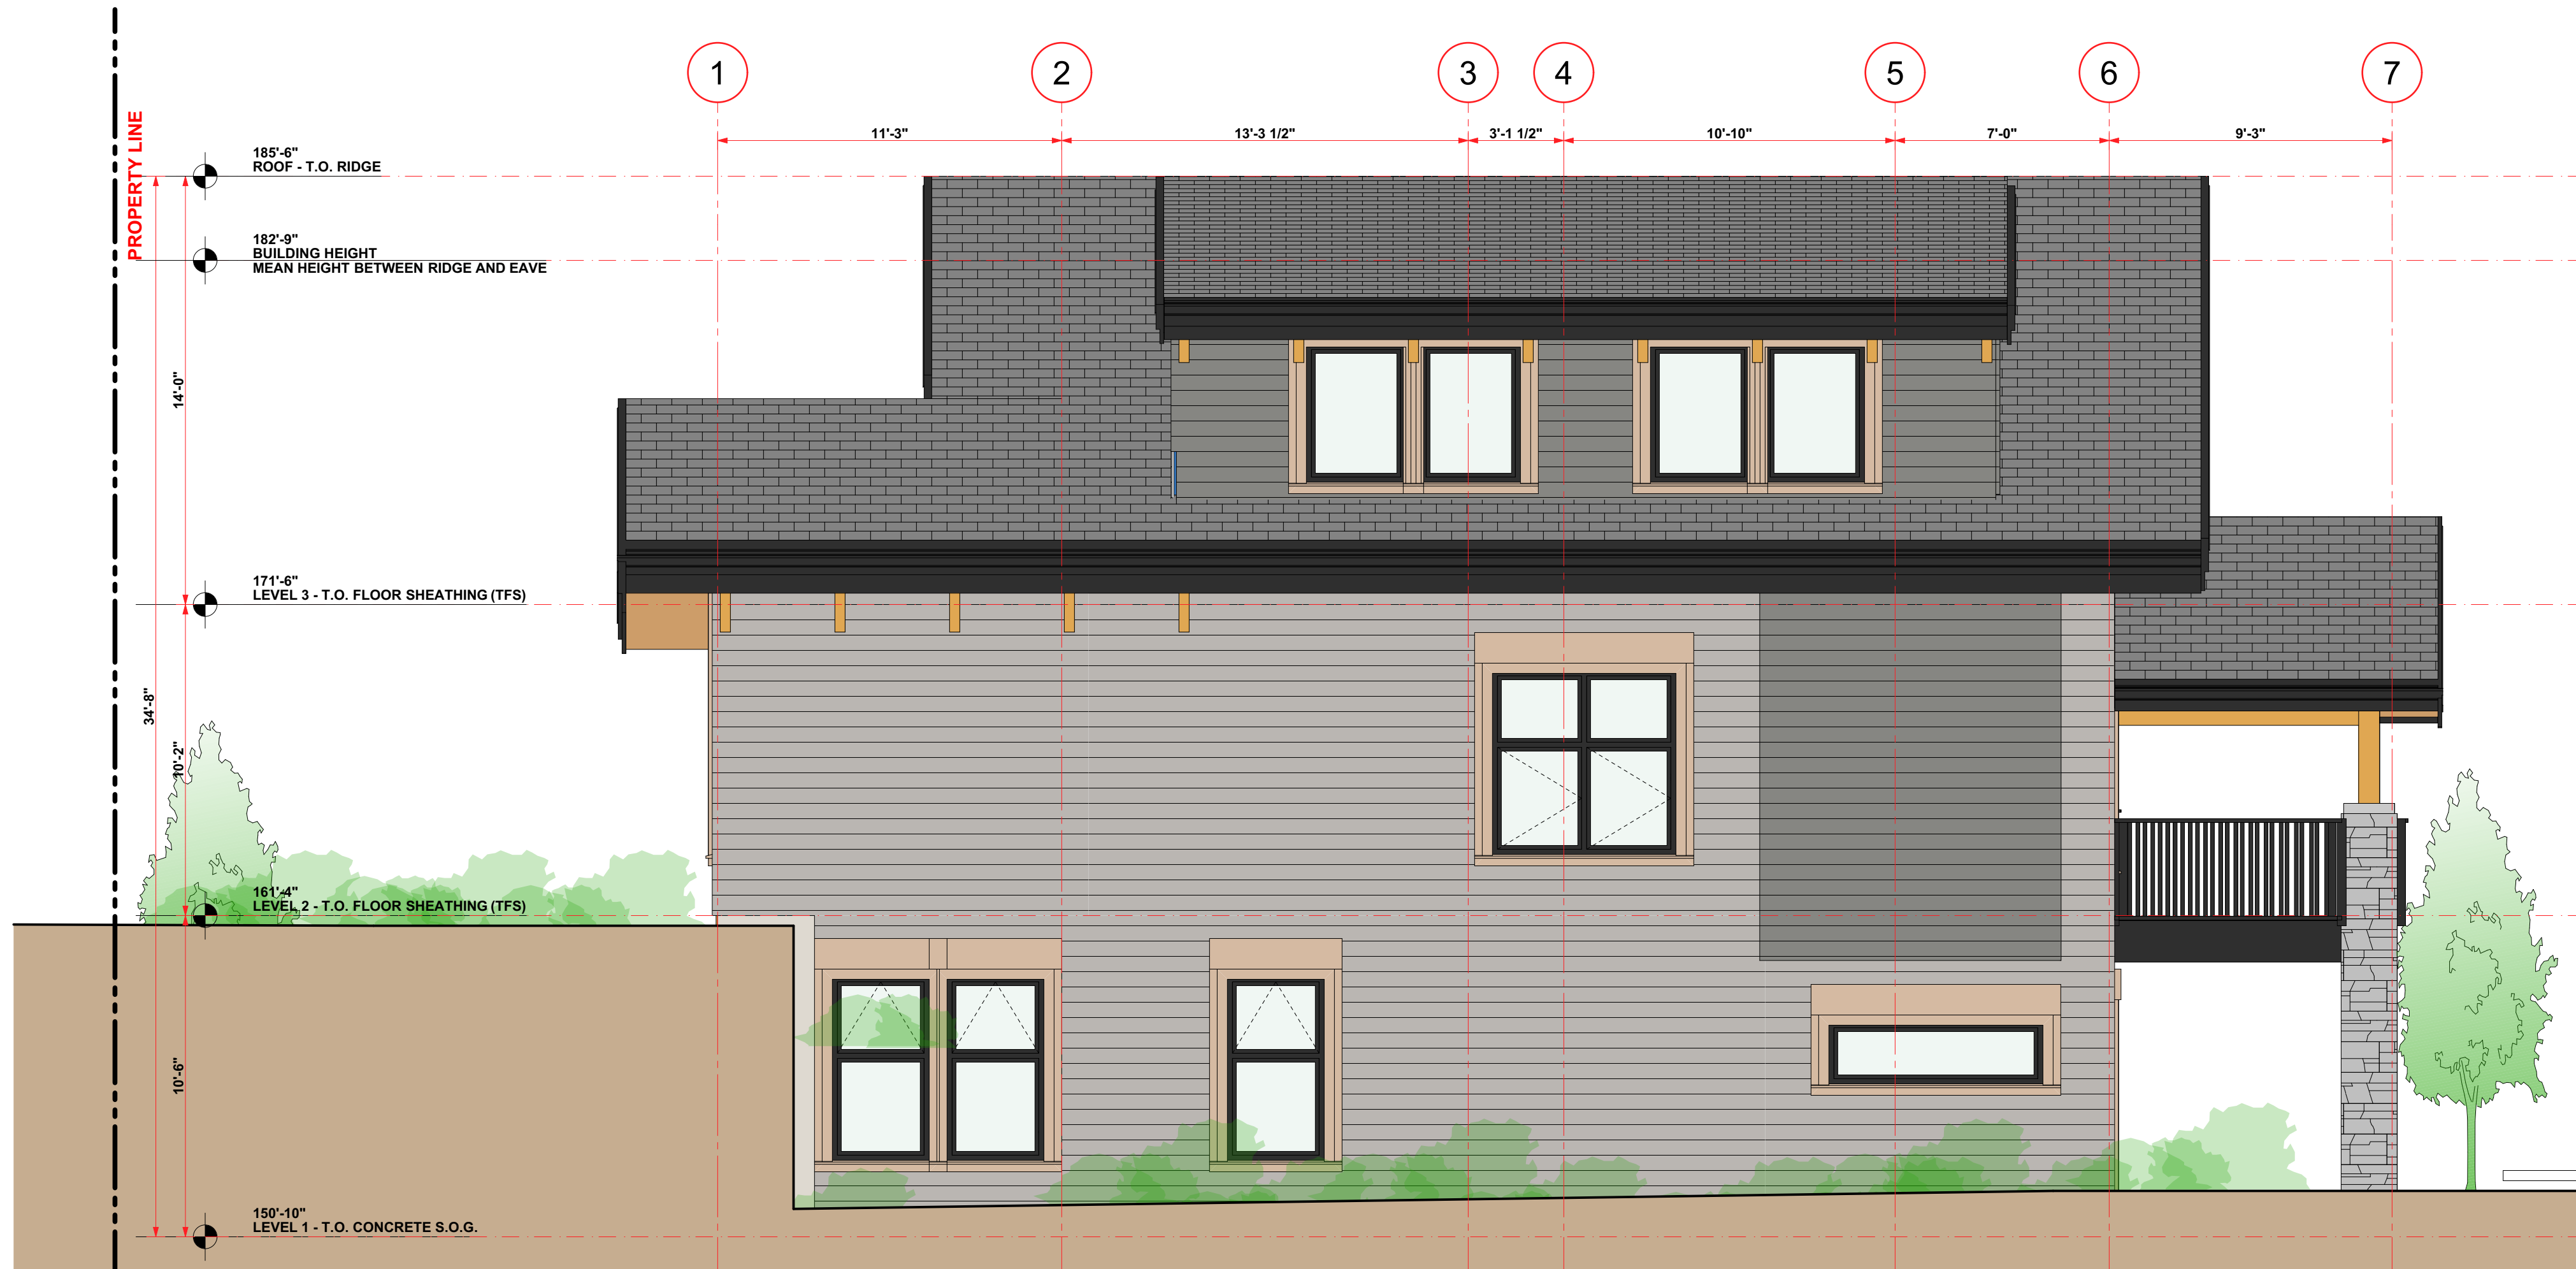 1 2 3 4 5 6 7
11'-3" 13'-3 1/2" 3'-1 1/2" 10'-10" 7'-0" 9'-3"
PROPERTY LINE
185'-6"
ROOF - T.O. RIDGE
182'-9"
BUILDING HEIGHT
MEAN HEIGHT BETWEEN RIDGE AND EAVE
14'-0"
171'-6"
LEVEL 3 - T.O. FLOOR SHEATHING (TFS)
34'-8"
10'-2"
161'-4"
LEVEL 2 - T.O. FLOOR SHEATHING (TFS)
10'-6"
150'-10"
LEVEL 1 - T.O. CONCRETE S.O.G.